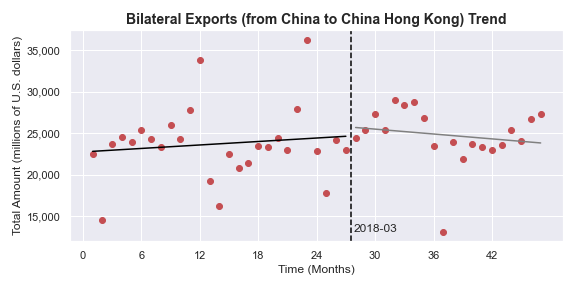 Bilateral Exports (from China to China Hong Kong) Trend
Total Amount (millions of U.S. dollars)
35,000
30,000
25,000
20,000
15,000
2018-03
0 6 12 18 24 30 36 42
Time (Months)